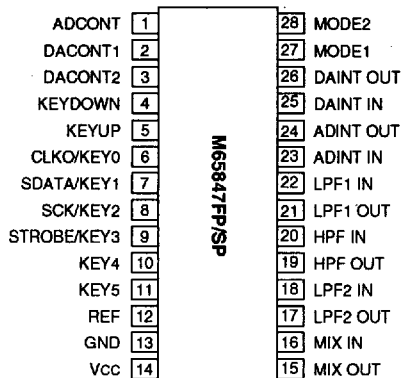 ADCONT 1 28 MODE2
DACONT1 2 27 MODE1
DACONT2 3 26 DAINT OUT
KEYDOWN 4 25 DAINT IN
KEYUP 5 24 ADINT OUT
CLKO/KEY0 6 23 ADINT IN
SDATA/KEY1 7 22 LPF1 IN
SCK/KEY2 8 21 LPF1 OUT
STROBE/KEY3 9 20 HPF IN
KEY4 10 19 HPF OUT
KEY5 11 18 LPF2 IN
REF 12 17 LPF2 OUT
GND 13 16 MIX IN
Vcc 14 15 MIX OUT
M65847FP/SP